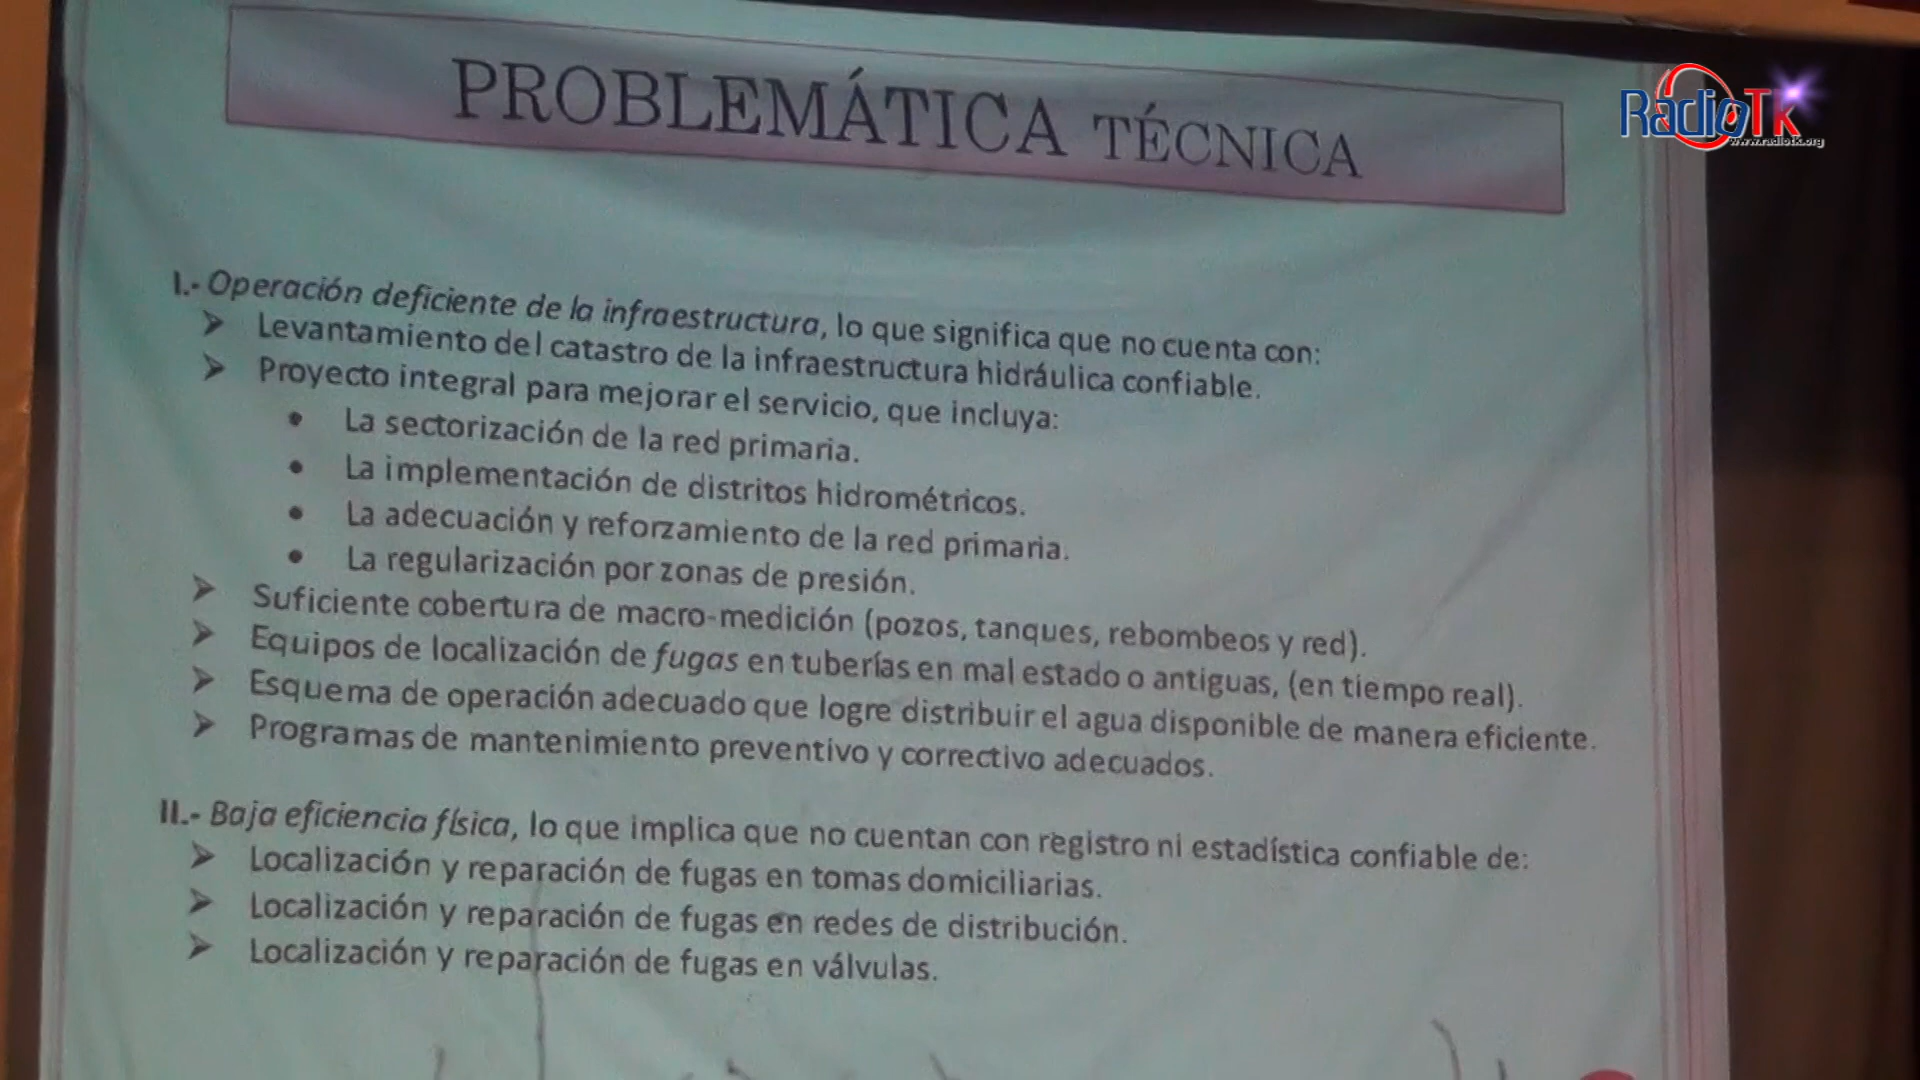 PROBLEMÁTICA TÉCNICA
RadioTk
www.radiotk.org
I.- Operación deficiente de la infraestructura, lo que significa que no cuenta con:
➤ Levantamiento del catastro de la infraestructura hidráulica confiable.
➤ Proyecto integral para mejorar el servicio, que incluya:
• La sectorización de la red primaria.
• La implementación de distritos hidrométricos.
• La adecuación y reforzamiento de la red primaria.
• La regularización por zonas de presión.
➤ Suficiente cobertura de macro-medición (pozos, tanques, rebombeos y red).
➤ Equipos de localización de fugas en tuberías en mal estado o antiguas, (en tiempo real).
➤ Esquema de operación adecuado que logre distribuir el agua disponible de manera eficiente.
➤ Programas de mantenimiento preventivo y correctivo adecuados.
II.- Baja eficiencia física, lo que implica que no cuentan con registro ni estadística confiable de:
➤ Localización y reparación de fugas en tomas domiciliarias.
➤ Localización y reparación de fugas en redes de distribución.
➤ Localización y reparación de fugas en válvulas.